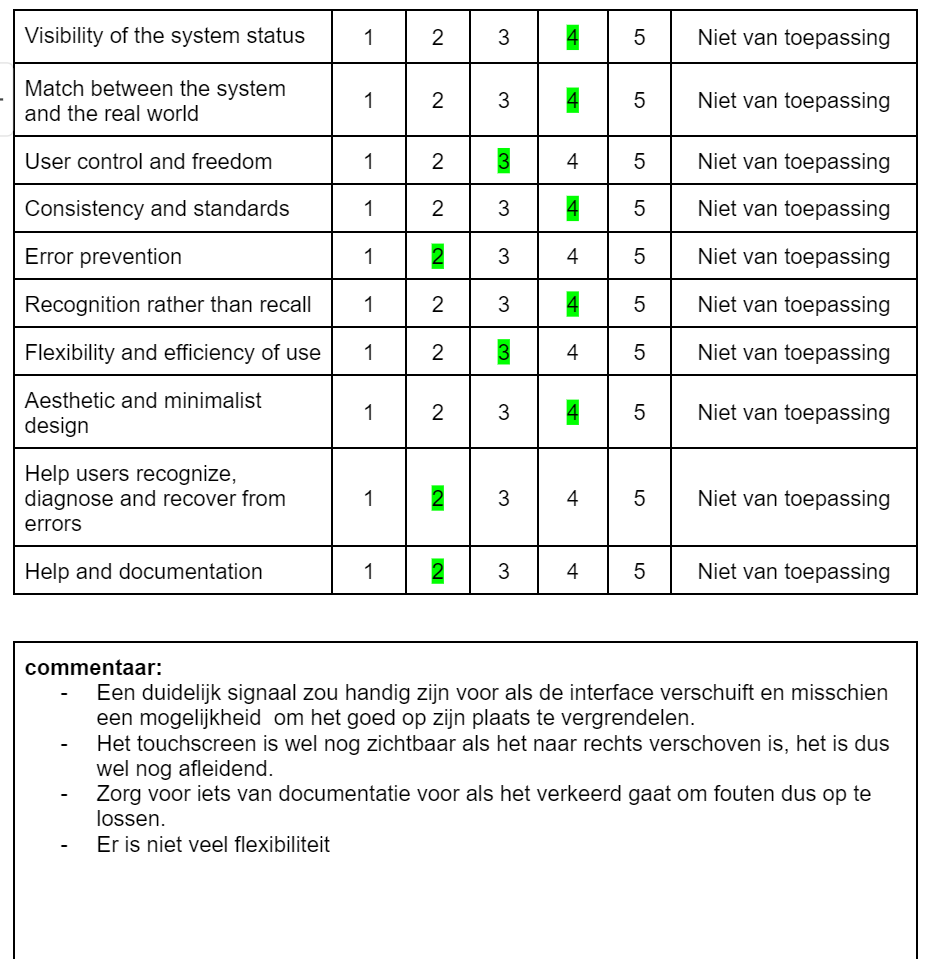 Visibility of the system status 1 2 3 4 5 Niet van toepassing
Match between the system
and the real world 1 2 3 4 5 Niet van toepassing
User control and freedom 1 2 3 4 5 Niet van toepassing
Consistency and standards 1 2 3 4 5 Niet van toepassing
Error prevention 1 2 3 4 5 Niet van toepassing
Recognition rather than recall 1 2 3 4 5 Niet van toepassing
Flexibility and efficiency of use 1 2 3 4 5 Niet van toepassing
Aesthetic and minimalist
design 1 2 3 4 5 Niet van toepassing
Help users recognize,
diagnose and recover from
errors 1 2 3 4 5 Niet van toepassing
Help and documentation 1 2 3 4 5 Niet van toepassing
commentaar:
- Een duidelijk signaal zou handig zijn voor als de interface verschuift en misschien
een mogelijkheid om het goed op zijn plaats te vergrendelen.
- Het touchscreen is wel nog zichtbaar als het naar rechts verschoven is, het is dus
wel nog afleidend.
- Zorg voor iets van documentatie voor als het verkeerd gaat om fouten dus op te
lossen.
- Er is niet veel flexibiliteit